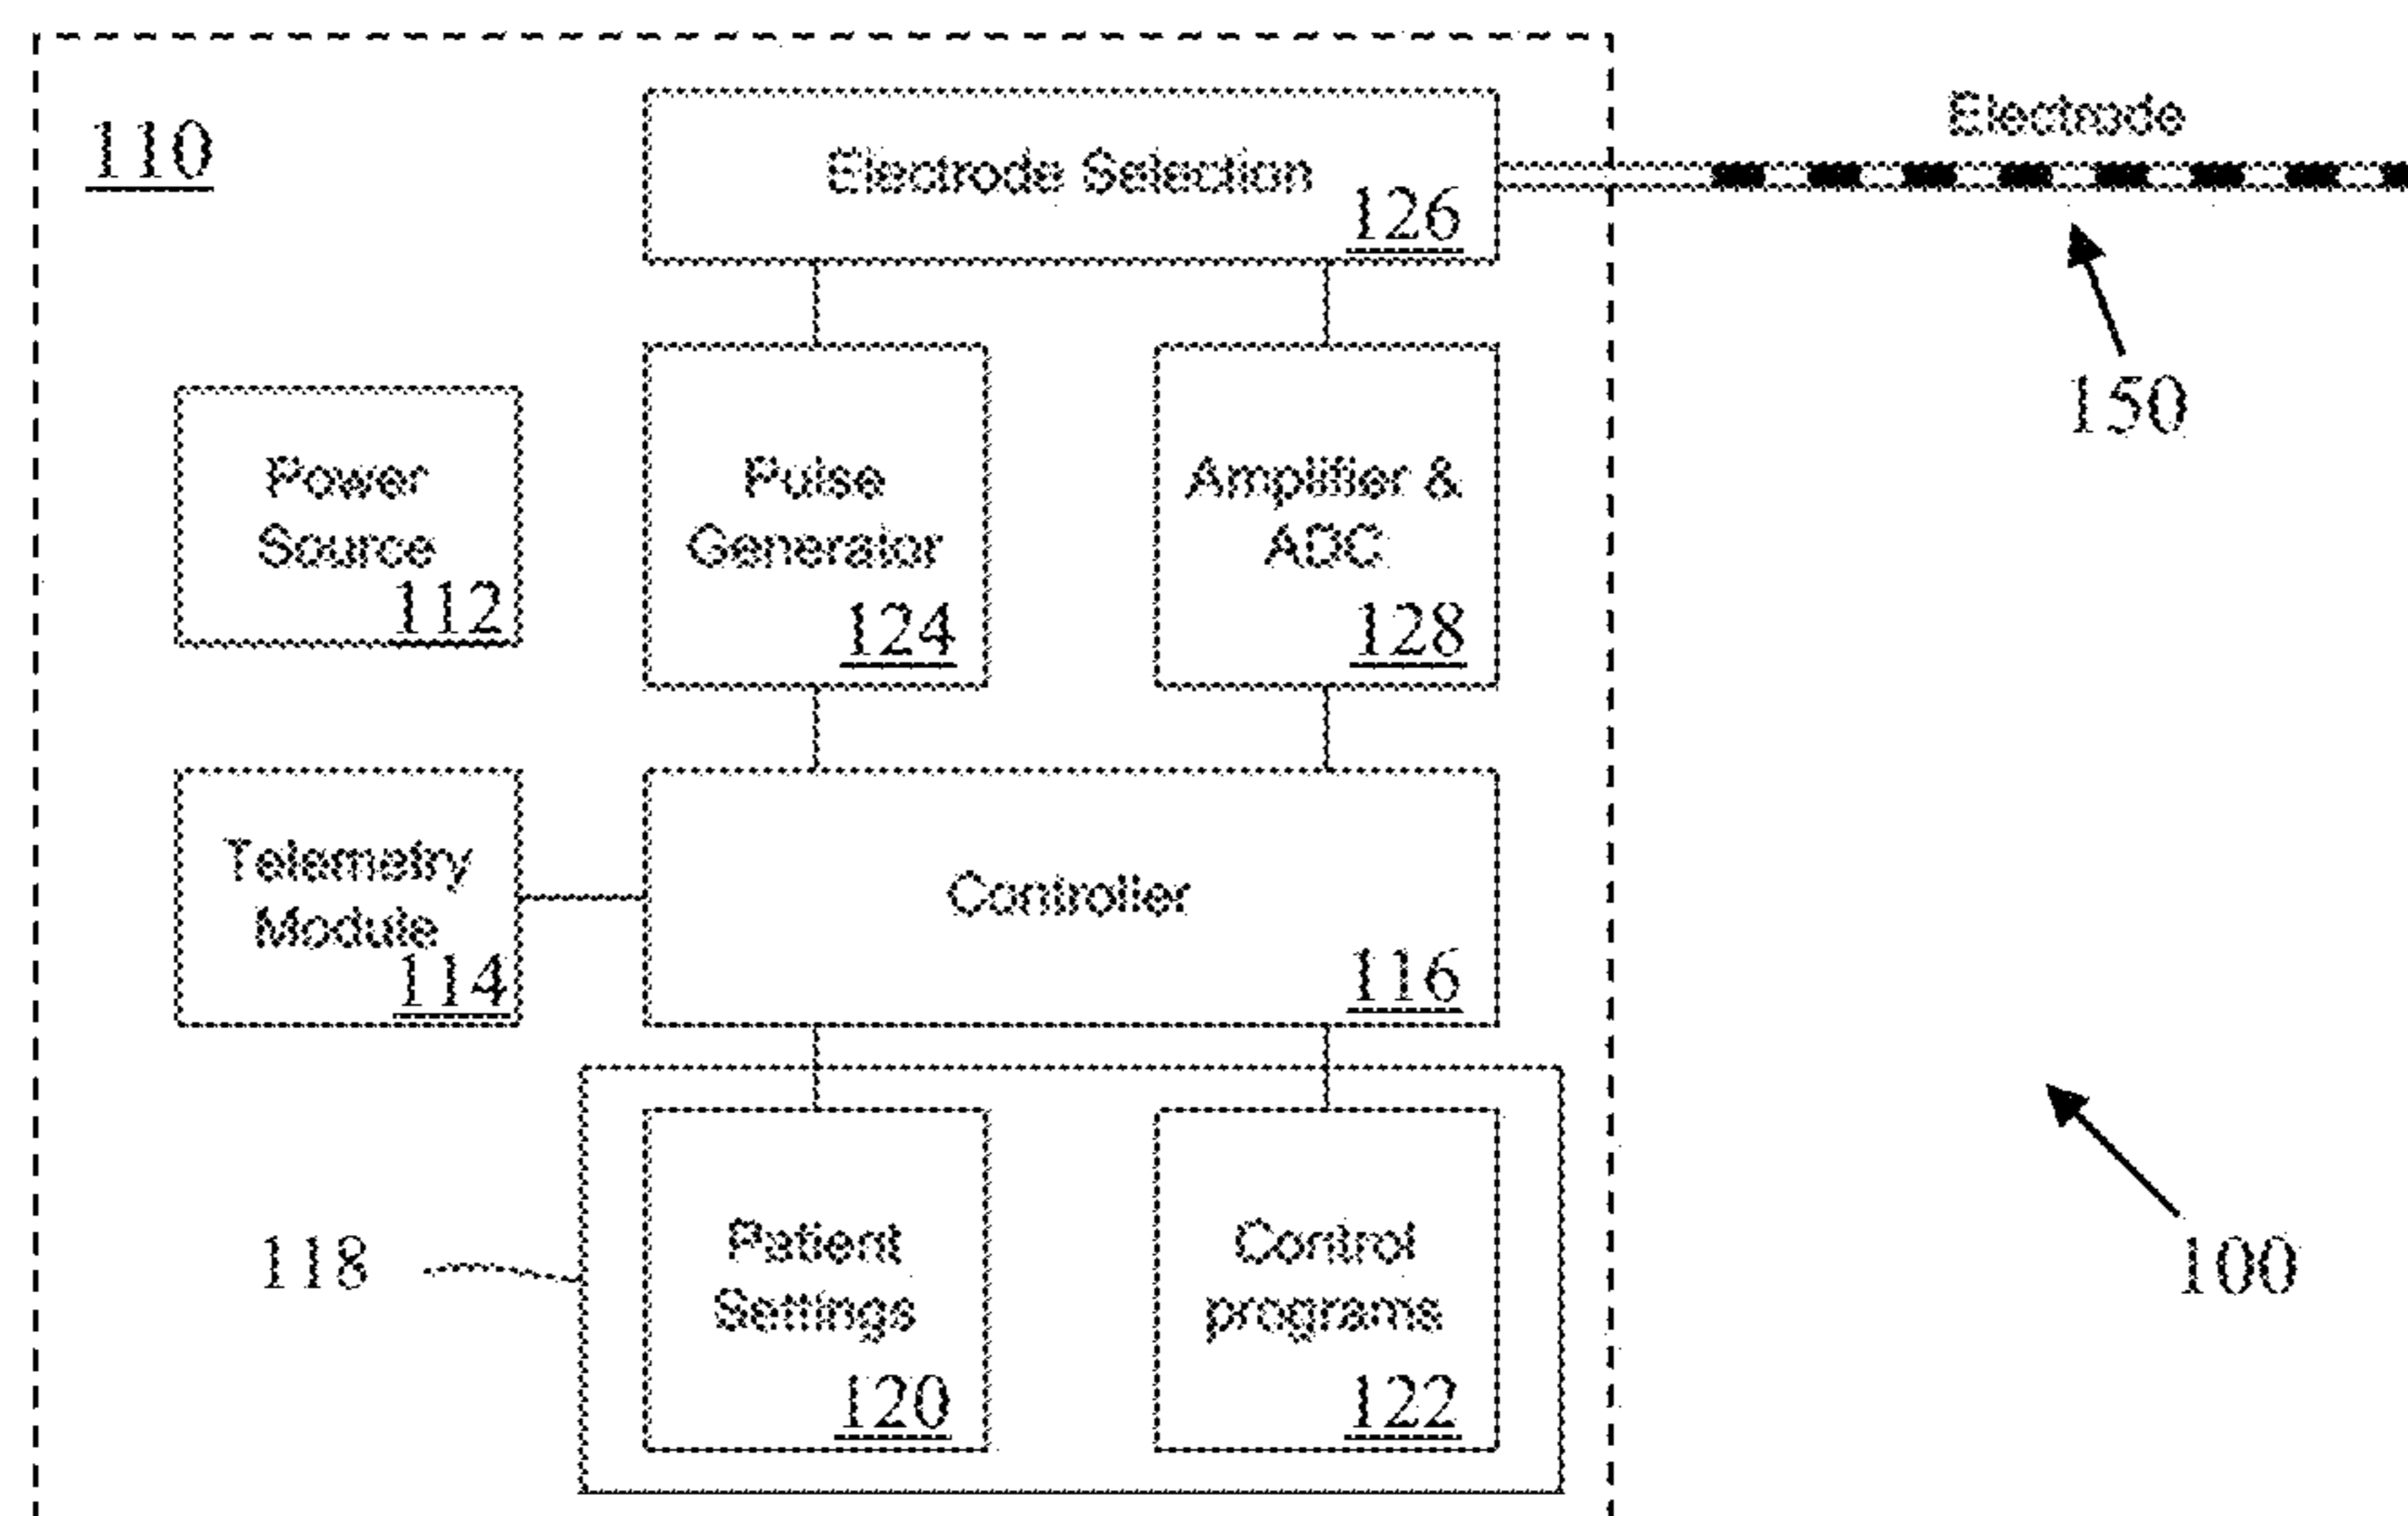 110
Electrode Selection
126
Electrode
150
Power
Source
112
Pulse
Generator
124
Amplifier &
ADC
128
Telemetry
Module
114
Controller
116
118
Patient
Settings
120
Control
programs
122
100